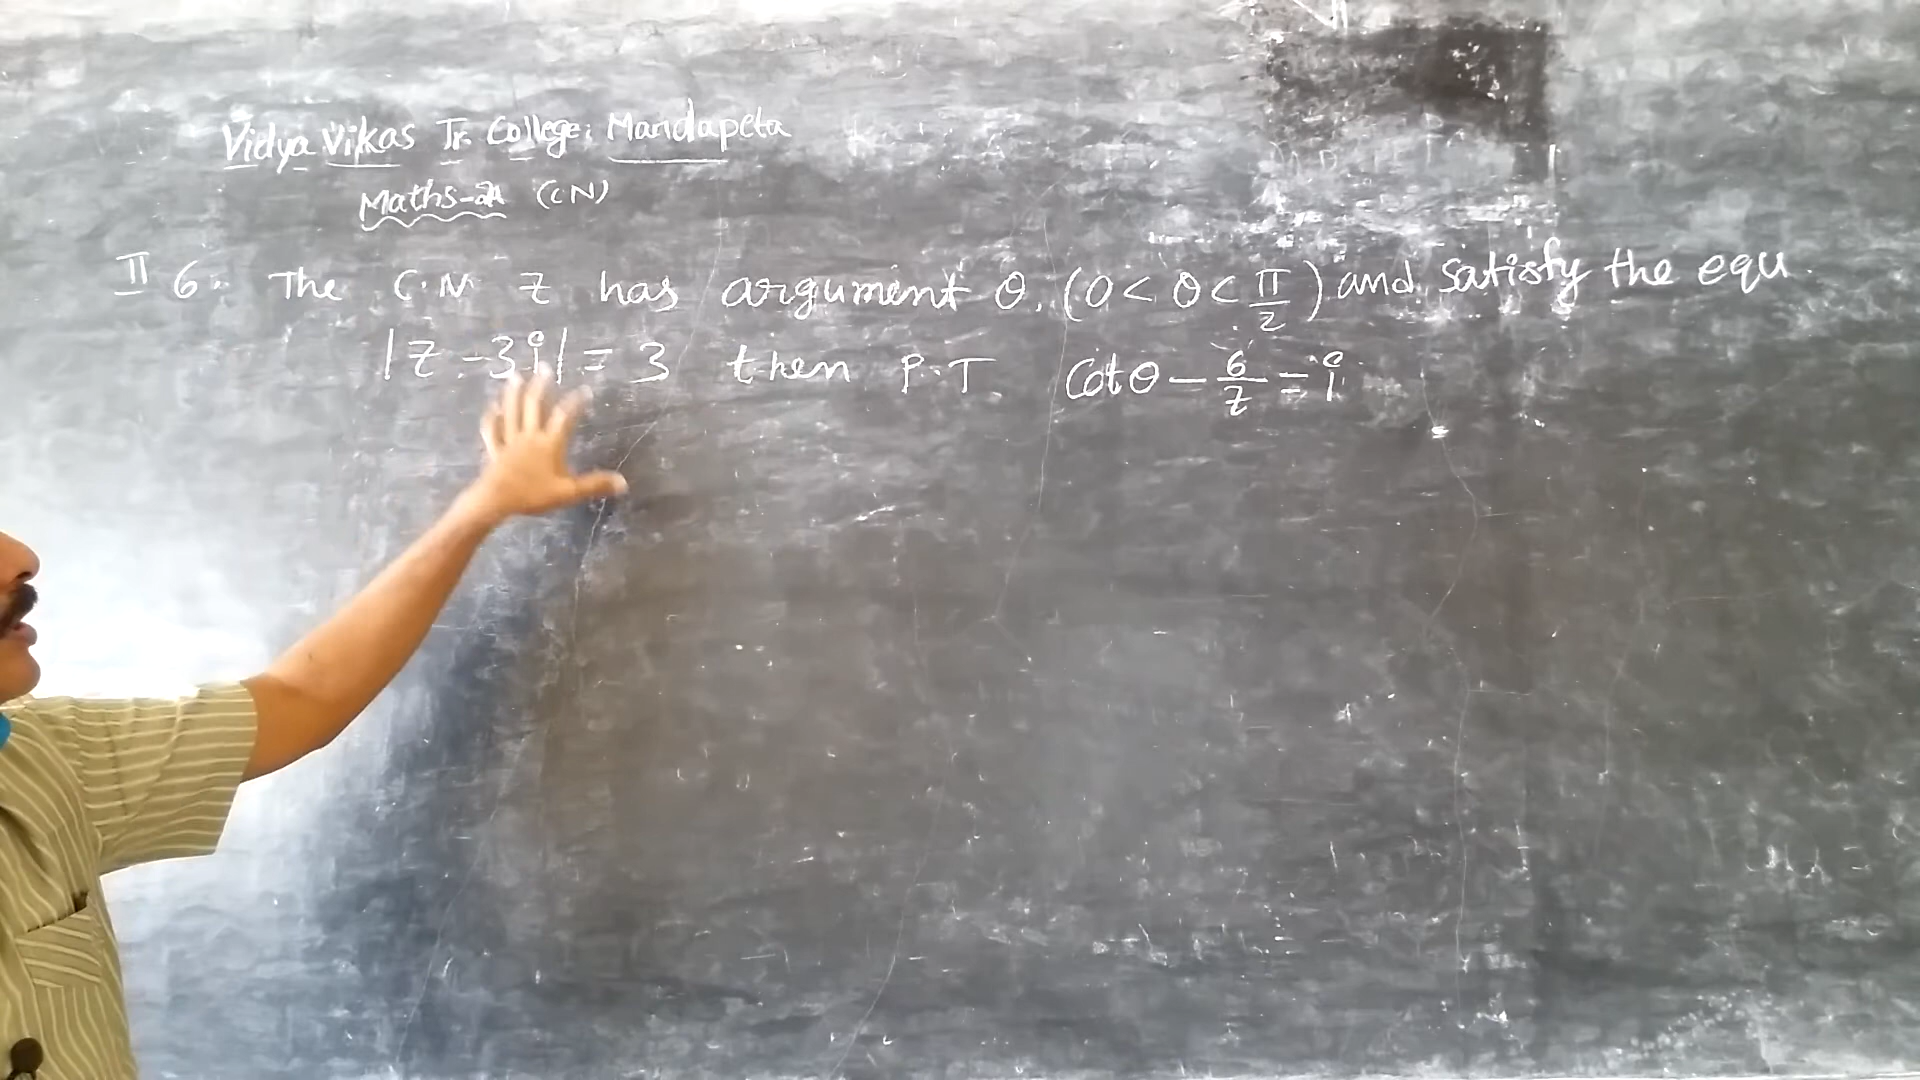 Vidya Vikas Jr. College; Mandapeta
Maths-2A (CN)
II 6. The C.N. Z has argument θ, (0 < θ < π/2) and satisfy the equ.
|Z - 3i| = 3 then P.T. Cotθ - 6/Z = i